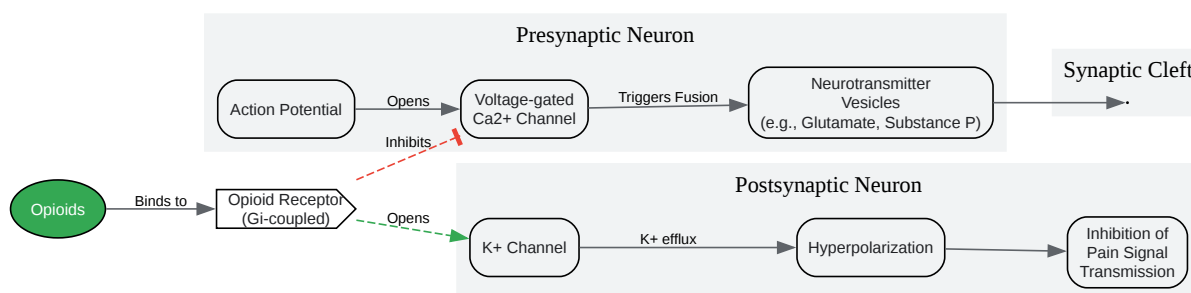 Presynaptic Neuron
Action Potential
Opens
Voltage-gated
Ca2+ Channel
Triggers Fusion
Neurotransmitter
Vesicles
(e.g., Glutamate, Substance P)
Synaptic Cleft
.
Inhibits
Opioids
Binds to
Opioid Receptor
(Gi-coupled)
Opens
Postsynaptic Neuron
K+ Channel
K+ efflux
Hyperpolarization
Inhibition of
Pain Signal
Transmission